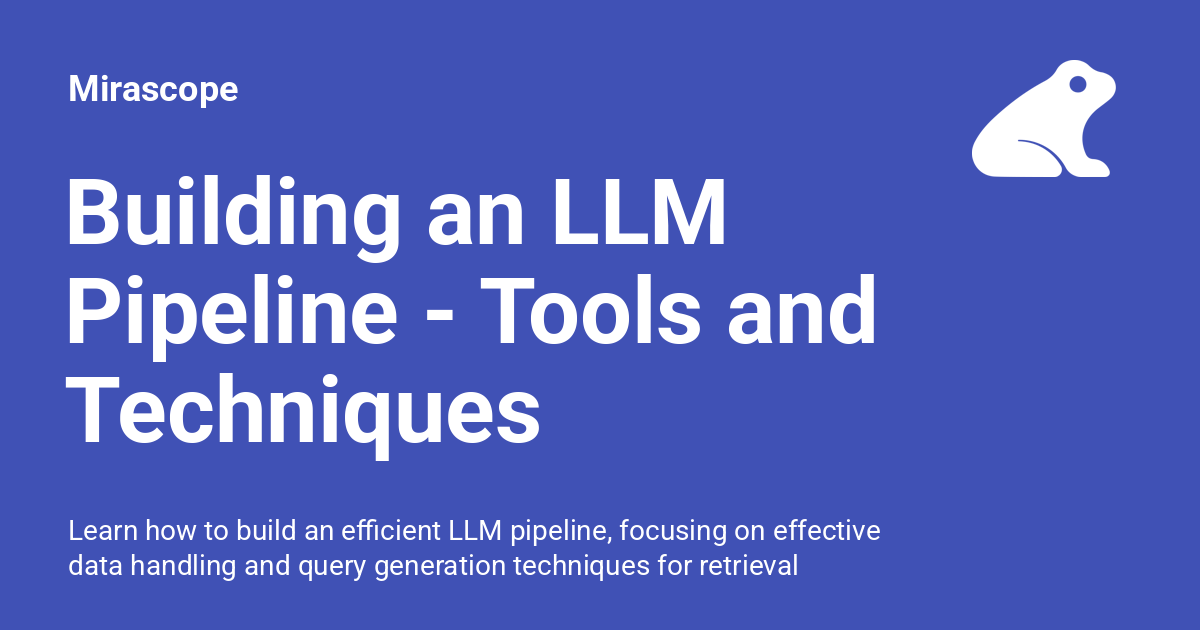 Mirascope
Building an LLM
Pipeline - Tools and
Techniques
Learn how to build an efficient LLM pipeline, focusing on effective
data handling and query generation techniques for retrieval